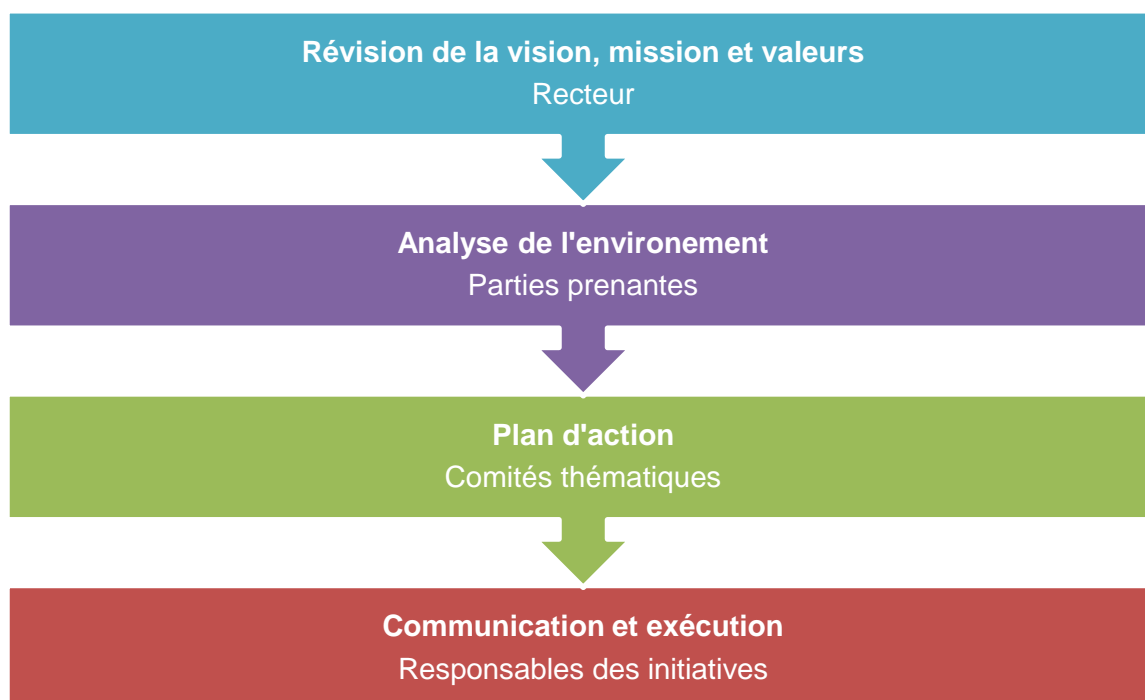 Révision de la vision, mission et valeurs
Recteur
Analyse de l'environement
Parties prenantes
Plan d'action
Comités thématiques
Communication et exécution
Responsables des initiatives